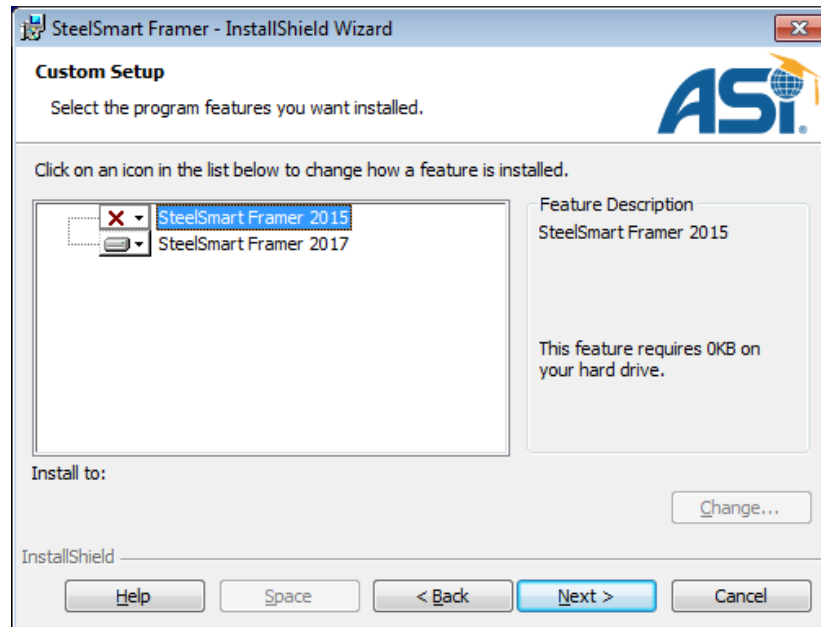 SteelSmart Framer - InstallShield Wizard
Custom Setup
Select the program features you want installed.
ASi
Click on an icon in the list below to change how a feature is installed.
SteelSmart Framer 2015
SteelSmart Framer 2017
Feature Description
SteelSmart Framer 2015
This feature requires 0KB on
your hard drive.
Install to:
Change...
InstallShield
Help
Space
< Back
Next >
Cancel